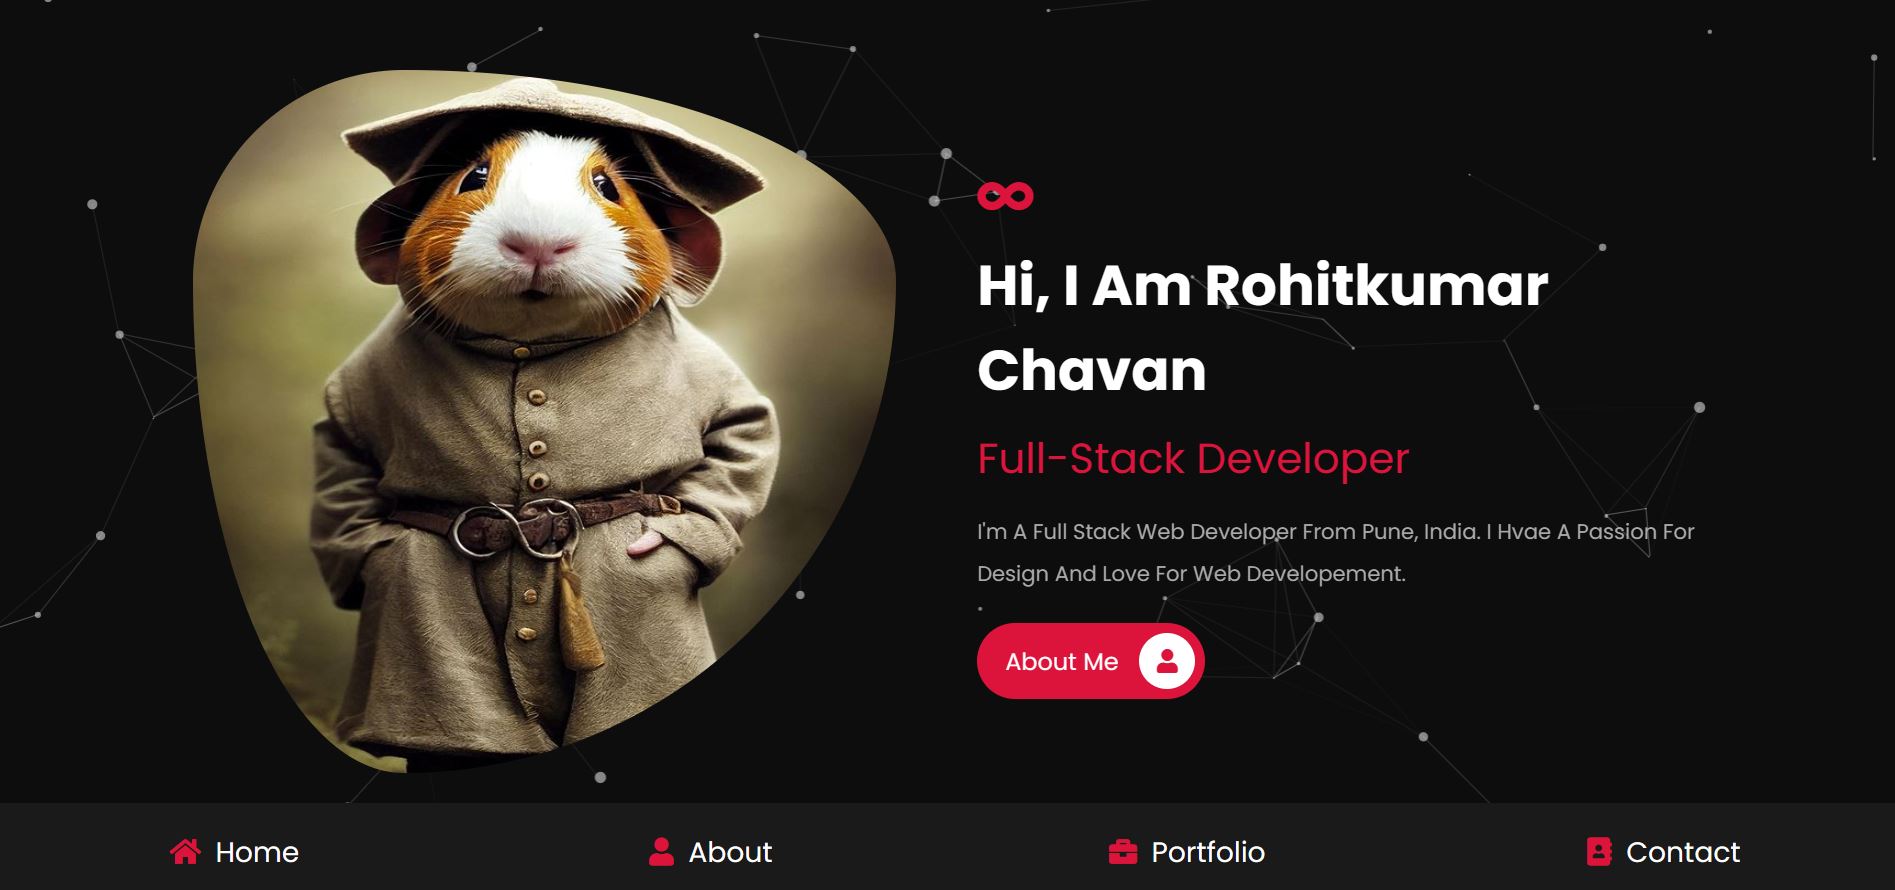 Hi, I Am Rohitkumar
Chavan
Full-Stack Developer
I'm A Full Stack Web Developer From Pune, India. I Hvae A Passion For
Design And Love For Web Developement.
About Me
Home
About
Portfolio
Contact